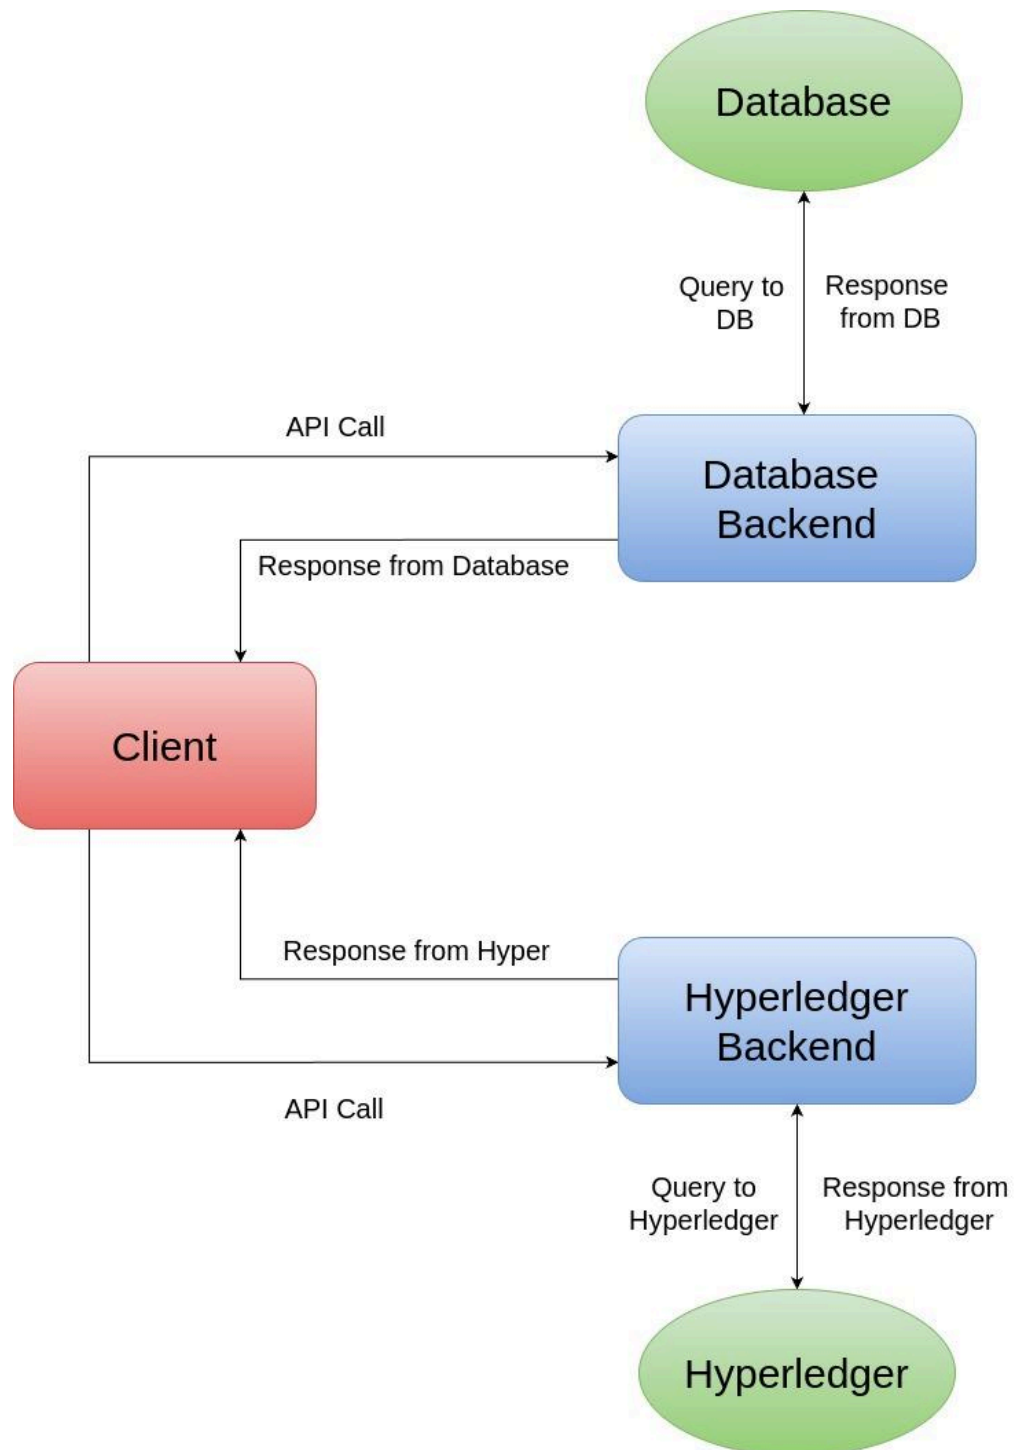 Database
Query to
DB
Response
from DB
API Call
Database
Backend
Response from Database
Client
Response from Hyper
Hyperledger
Backend
API Call
Query to
Hyperledger
Response from
Hyperledger
Hyperledger